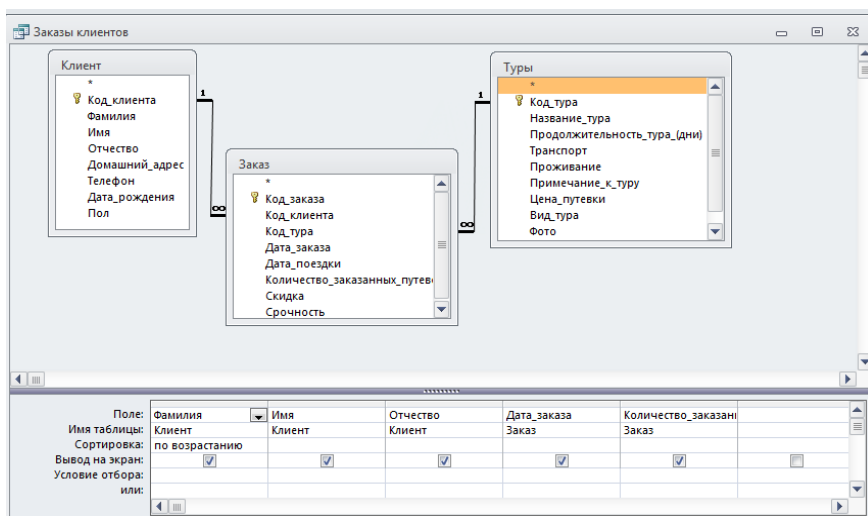 Заказы клиентов
Клиент
*
Код_клиента
Фамилия
Имя
Отчество
Домашний_адрес
Телефон
Дата_рождения
Пол
1
∞
Заказ
*
Код_заказа
Код_клиента
Код_тура
Дата_заказа
Дата_поездки
Количество_заказанных_путев
Скидка
Срочность
1
∞
Туры
*
Код_тура
Название_тура
Продолжительность_тура_(дни)
Транспорт
Проживание
Примечание_к_туру
Цена_путевки
Вид_тура
Фото
Поле: Фамилия Имя Отчество Дата_заказа Количество_заказанн
Имя таблицы: Клиент Клиент Клиент Заказ Заказ
Сортировка: по возрастанию
Вывод на экран:
Условие отбора:
или: